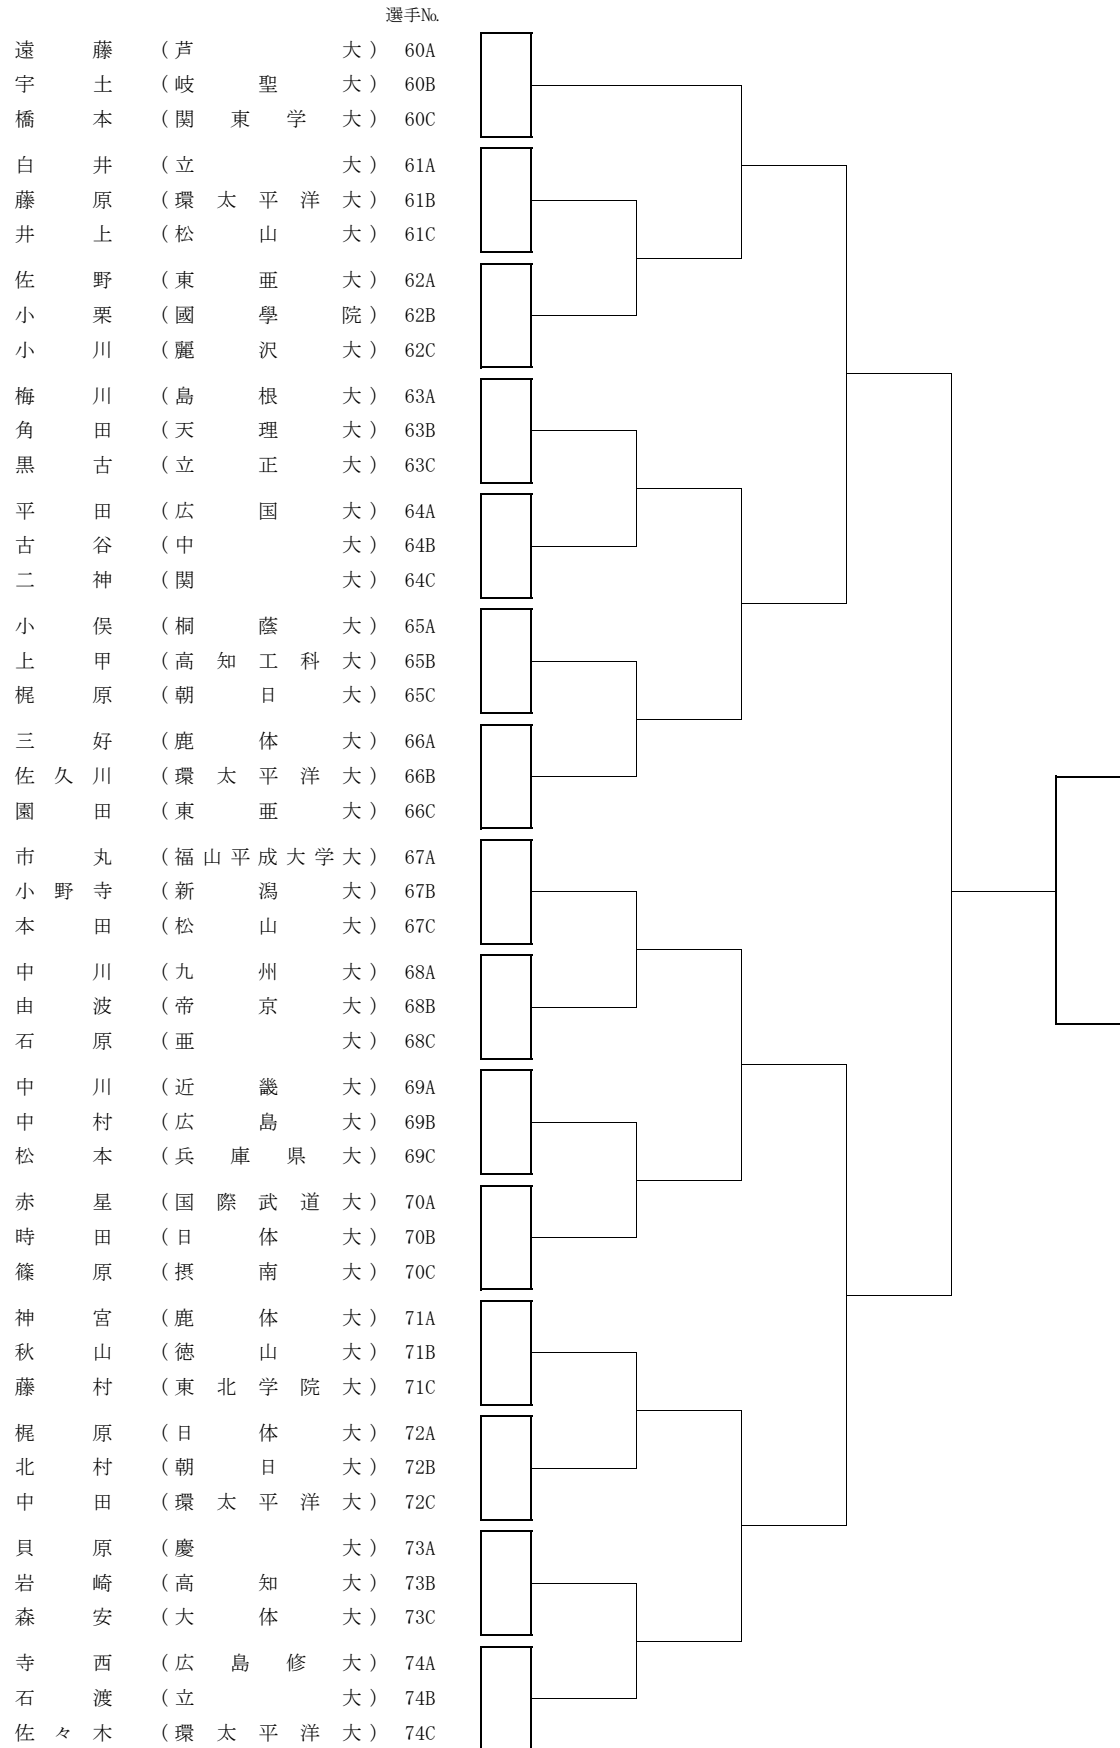 選手No.
遠藤（芦大）60A
宇土（岐聖大）60B
橋本（関東学大）60C
白井（立大）61A
藤原（環太平洋大）61B
井上（松山大）61C
佐野（東亜大）62A
小栗（國學院）62B
小川（麗沢大）62C
梅川（島根大）63A
角田（天理大）63B
黒古（立正大）63C
平田（広国大）64A
古谷（中大）64B
二神（関大）64C
小俣（桐蔭大）65A
上甲（高知工科大）65B
梶原（朝日大）65C
三好（鹿体大）66A
佐久川（環太平洋大）66B
園田（東亜大）66C
市丸（福山平成大学大）67A
小野寺（新潟大）67B
本田（松山大）67C
中川（九州大）68A
由波（帝京大）68B
石原（亜大）68C
中川（近畿大）69A
中村（広島大）69B
松本（兵庫県大）69C
赤星（国際武道大）70A
時田（日体大）70B
篠原（摂南大）70C
神宮（鹿体大）71A
秋山（徳山大）71B
藤村（東北学院大）71C
梶原（日体大）72A
北村（朝日大）72B
中田（環太平洋大）72C
貝原（慶大）73A
岩崎（高知大）73B
森安（大体大）73C
寺西（広島修大）74A
石渡（立大）74B
佐々木（環太平洋大）74C